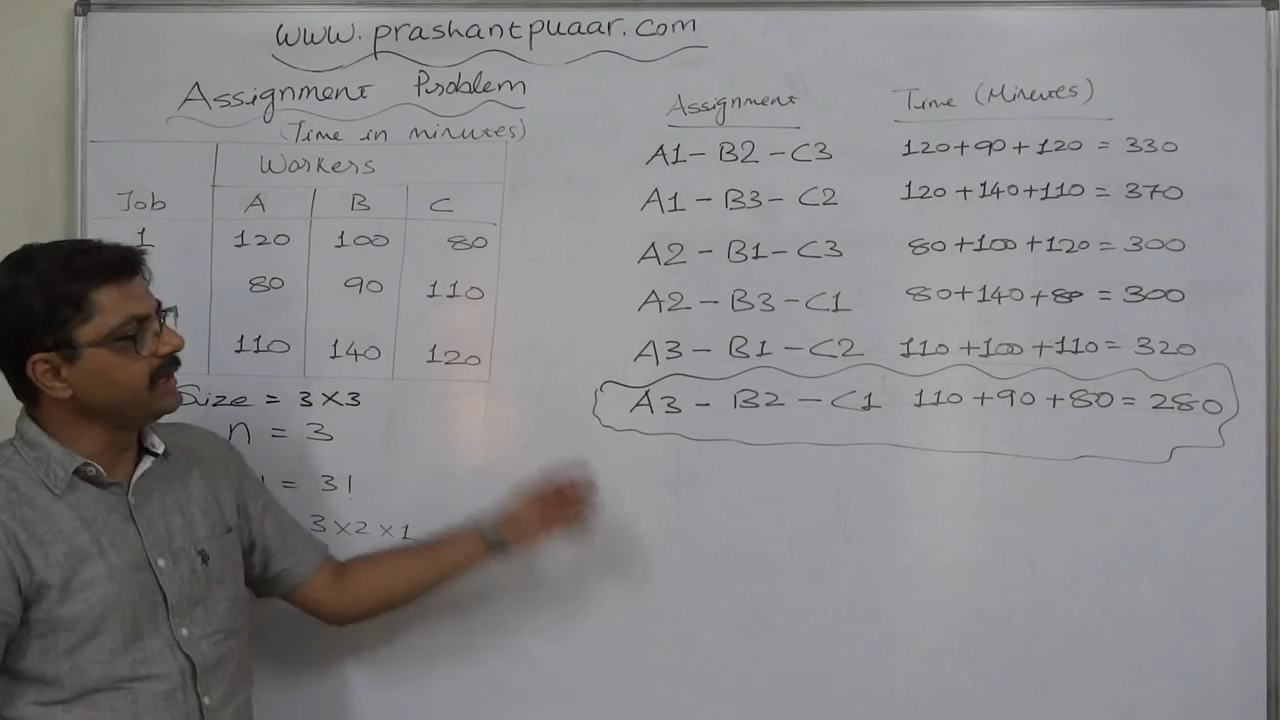 www.prashantpuaar.com
Assignment Problem
(Time in minutes)
Workers
Job A B C
1 120 100 80
80 90 110
110 140 120
Size = 3X3
n = 3
= 3!
3X2X1
Assignment Time (Minutes)
A1-B2-C3 120+90+120 = 330
A1-B3-C2 120+140+110 = 370
A2-B1-C3 80+100+120 = 300
A2-B3-C1 80+140+80 = 300
A3-B1-C2 110+100+110 = 320
A3-B2-C1 110+90+80 = 280